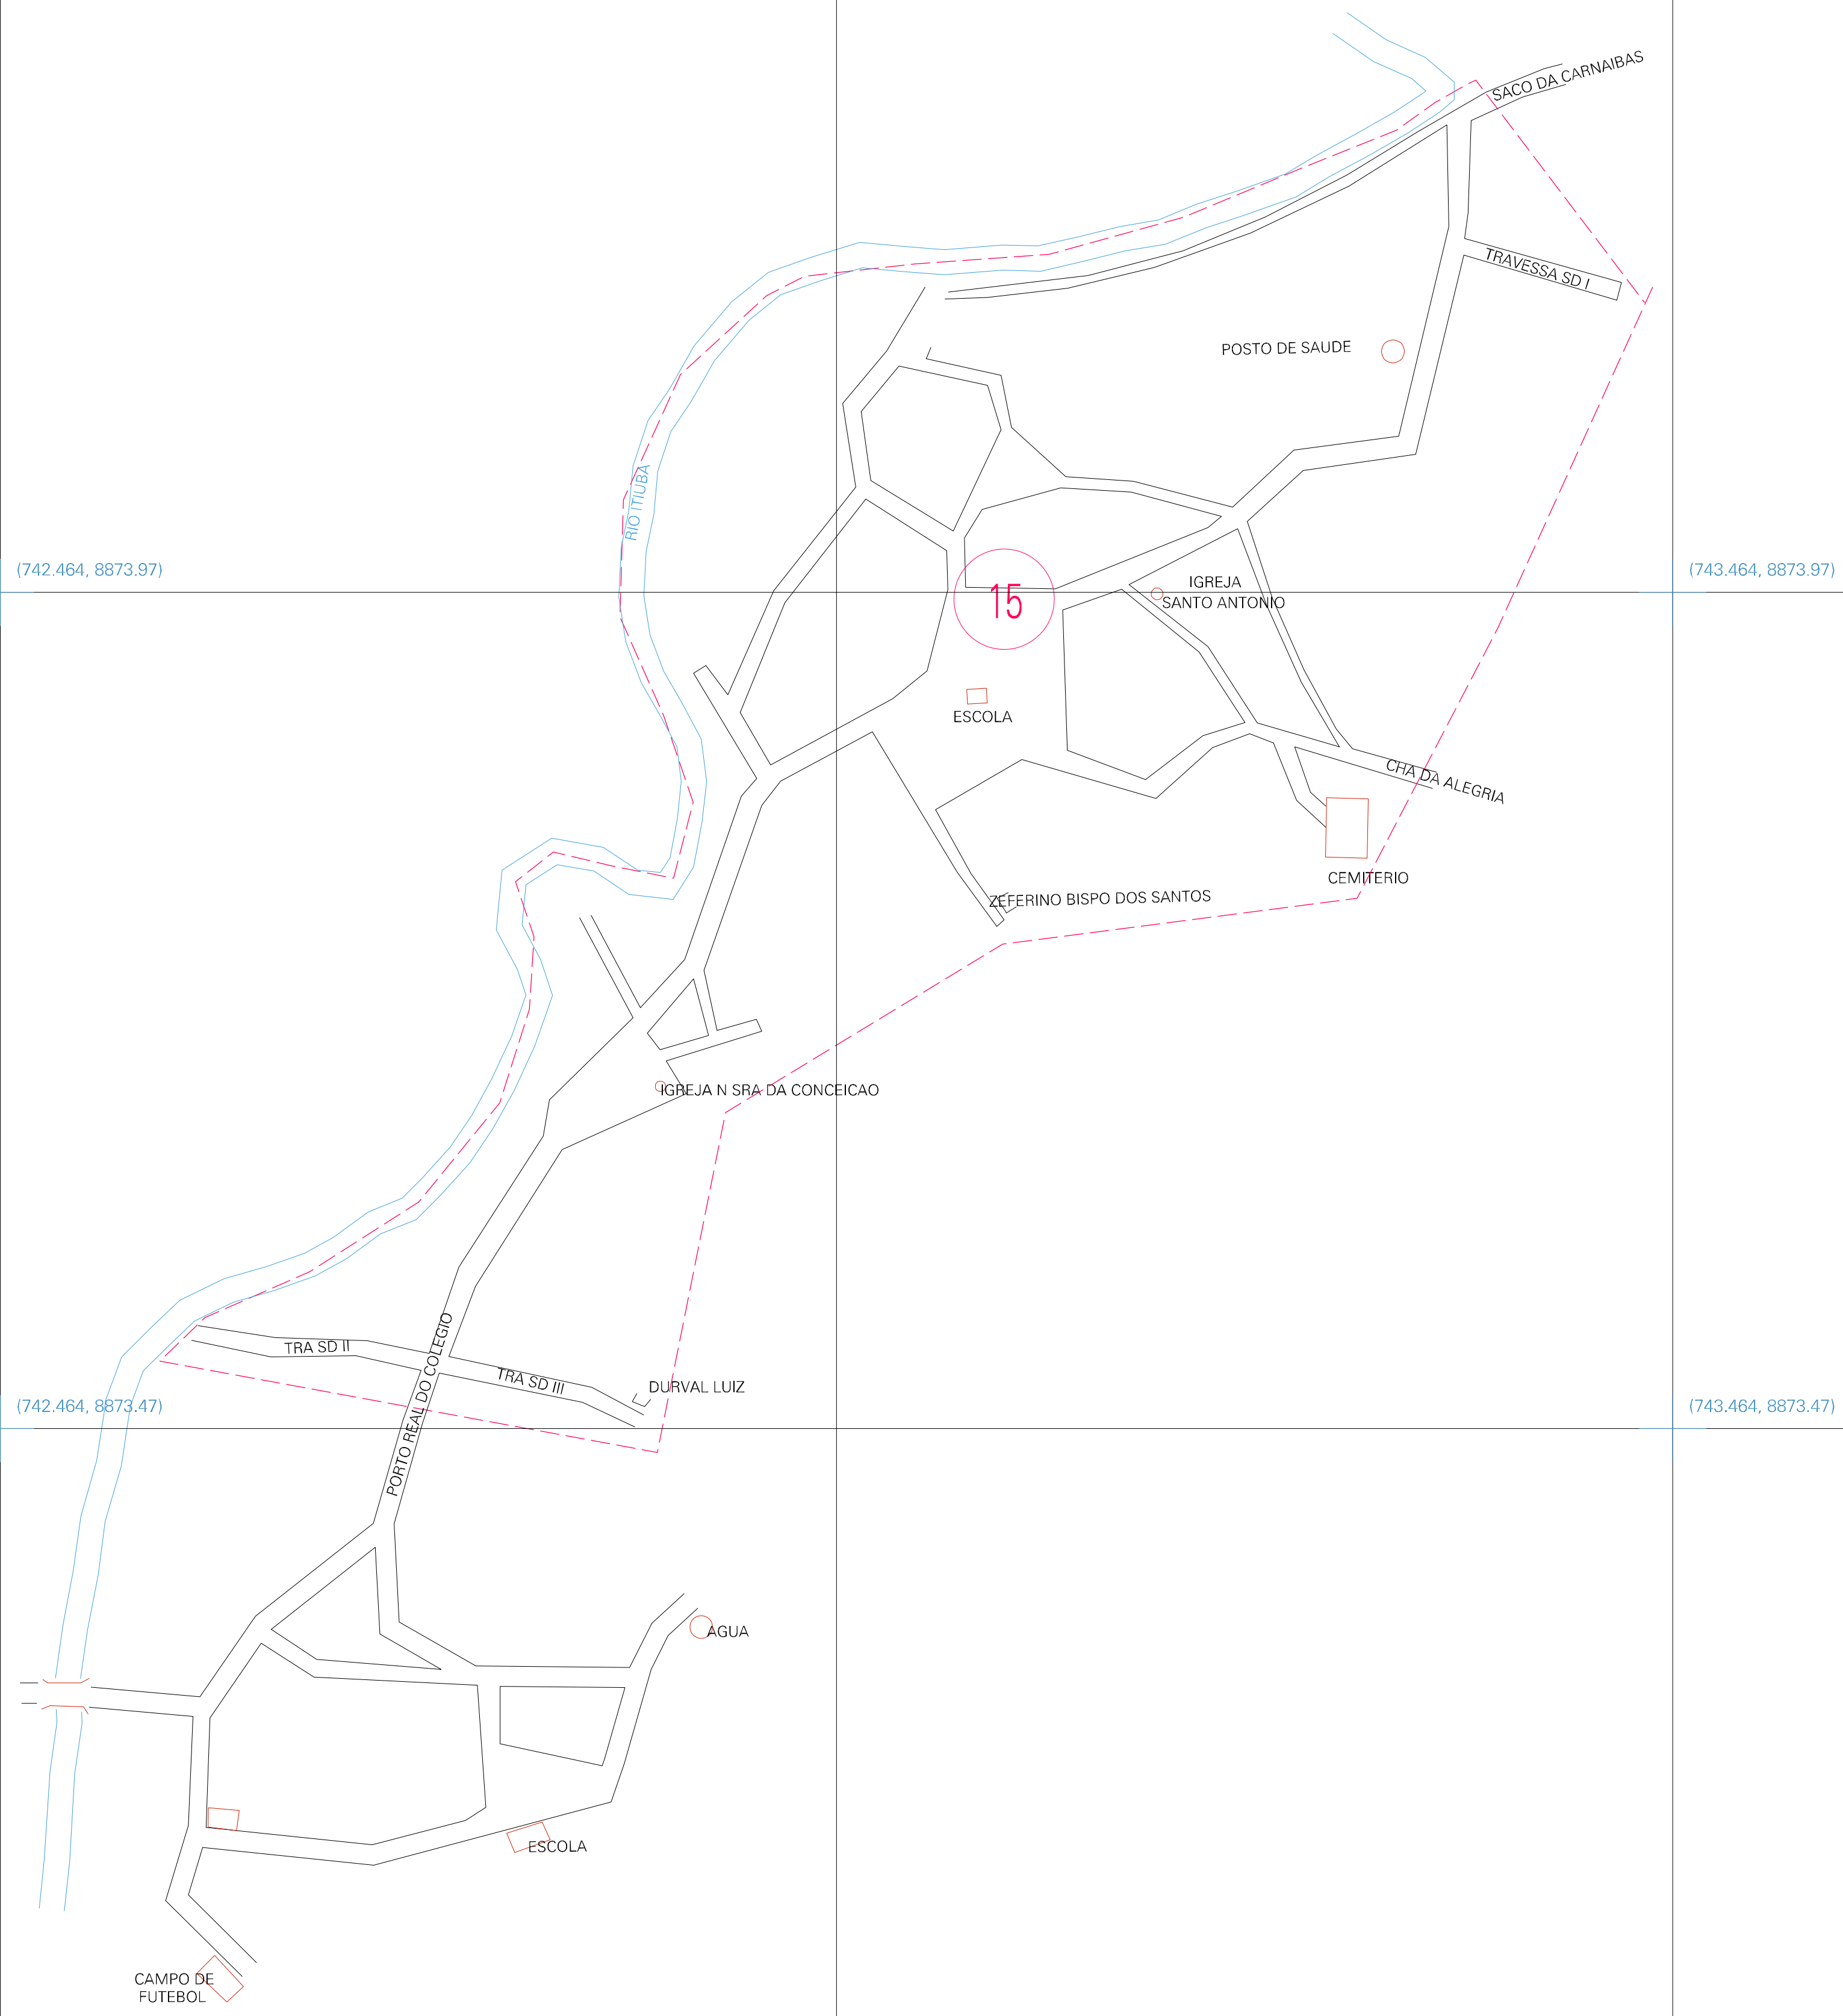 SACO DA CARNAIBAS
TRAVESSA SD I
POSTO DE SAUDE
RIO ITIUBA
(742.464, 8873.97)
(743.464, 8873.97)
15
IGREJA
SANTO ANTONIO
ESCOLA
CHA DA ALEGRIA
CEMITERIO
ZEFERINO BISPO DOS SANTOS
IGREJA N SRA DA CONCEICAO
PORTO REAL DO COLEGIO
TRA SD II
TRA SD III
DURVAL LUIZ
(742.464, 8873.47)
(743.464, 8873.47)
AGUA
ESCOLA
CAMPO DE
FUTEBOL